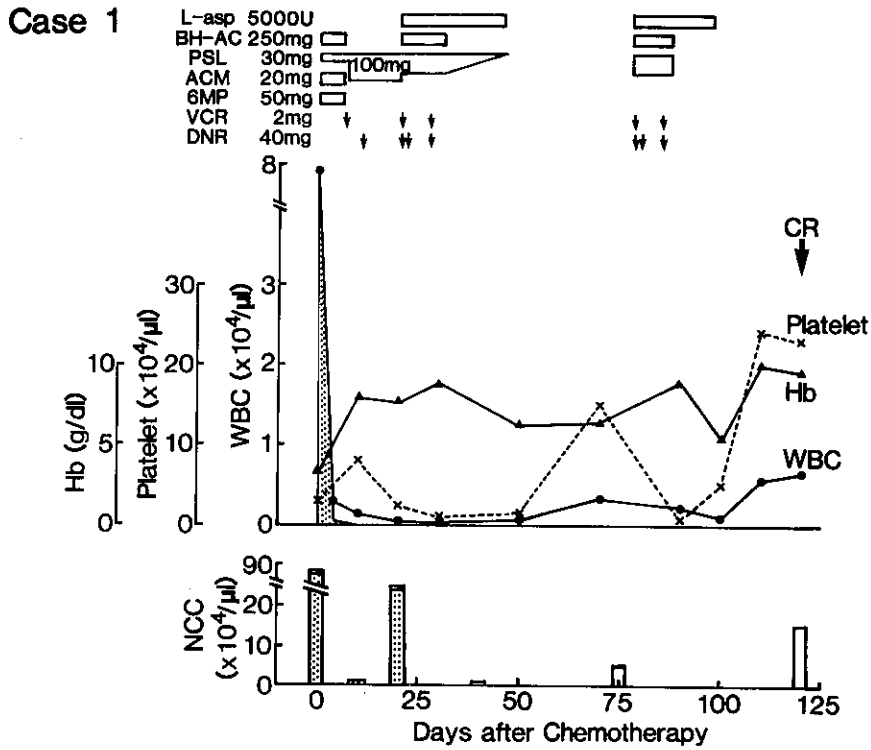 Case 1
L-asp 5000U
BH-AC 250mg
PSL 30mg
100mg
ACM 20mg
6MP 50mg
VCR 2mg
DNR 40mg
8
CR
30
3
Platelet
10
20
2
Hb
5
10
1
WBC
0
0
0
Hb (g/dl)
Platelet (x10⁴/µl)
WBC (x10⁴/µl)
90
20
10
0
NCC
(x10⁴/µl)
0 25 50 75 100 125
Days after Chemotherapy